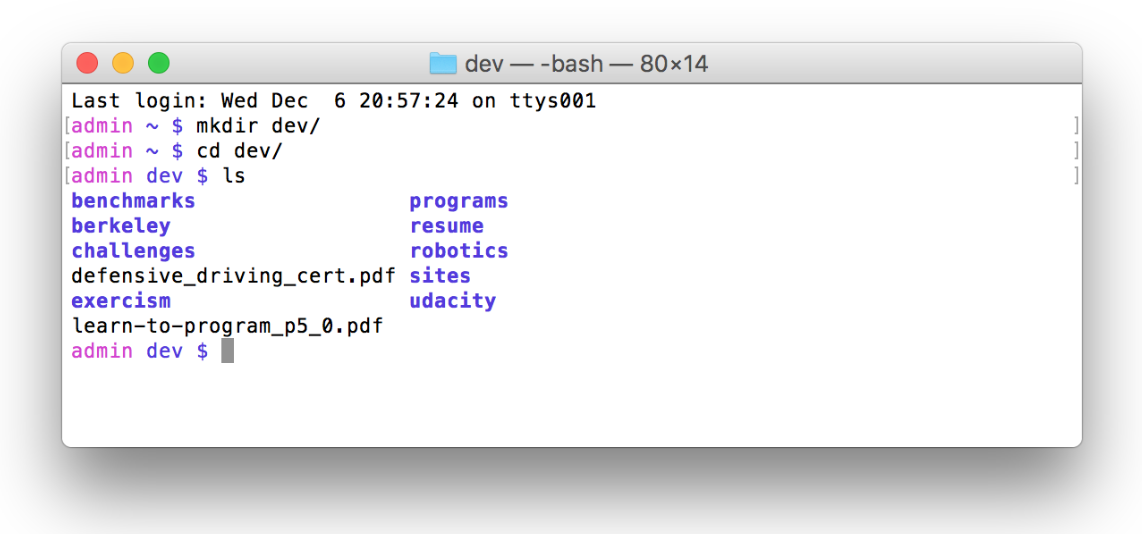 dev — -bash — 80×14
Last login: Wed Dec  6 20:57:24 on ttys001
[admin ~ $ mkdir dev/ ]
[admin ~ $ cd dev/ ]
[admin dev $ ls ]
benchmarks                 programs
berkeley                   resume
challenges                 robotics
defensive_driving_cert.pdf sites
exercism                   udacity
learn-to-program_p5_0.pdf
admin dev $